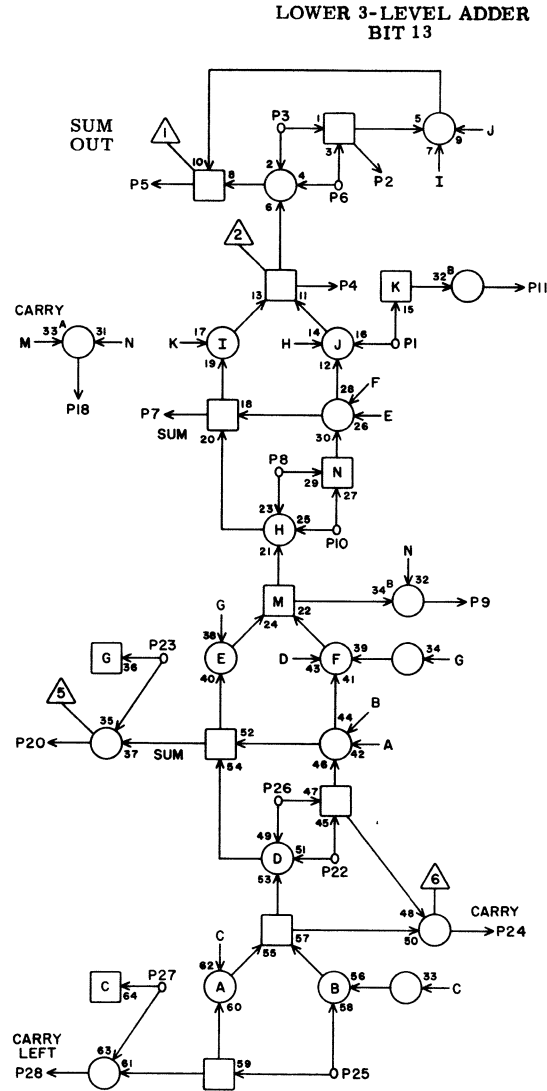 LOWER 3-LEVEL ADDER
BIT 13
SUM
OUT
1
P3
1
5
9
J
3
7
10
8
2
4
P5
6
P6
P2
I
2
P4
13
11
K
32 B
P11
15
CARRY
33 A
31
M
N
P18
K
17
I
19
H
14
J
16
12
P1
28
F
P7
18
26
E
SUM
20
30
P8
29
N
27
23
H
25
21
P10
N
M
34 B
32
P9
24
22
G
G
36
P23
38
E
40
D
43
F
39
41
34
G
5
35
P20
37
SUM
52
54
44
B
42
A
46
P26
47
45
49
D
51
53
P22
6
48
50
CARRY
P24
55
57
C
C
64
P27
62
A
60
B
56
58
33
C
CARRY
LEFT
63
P28
61
59
P25